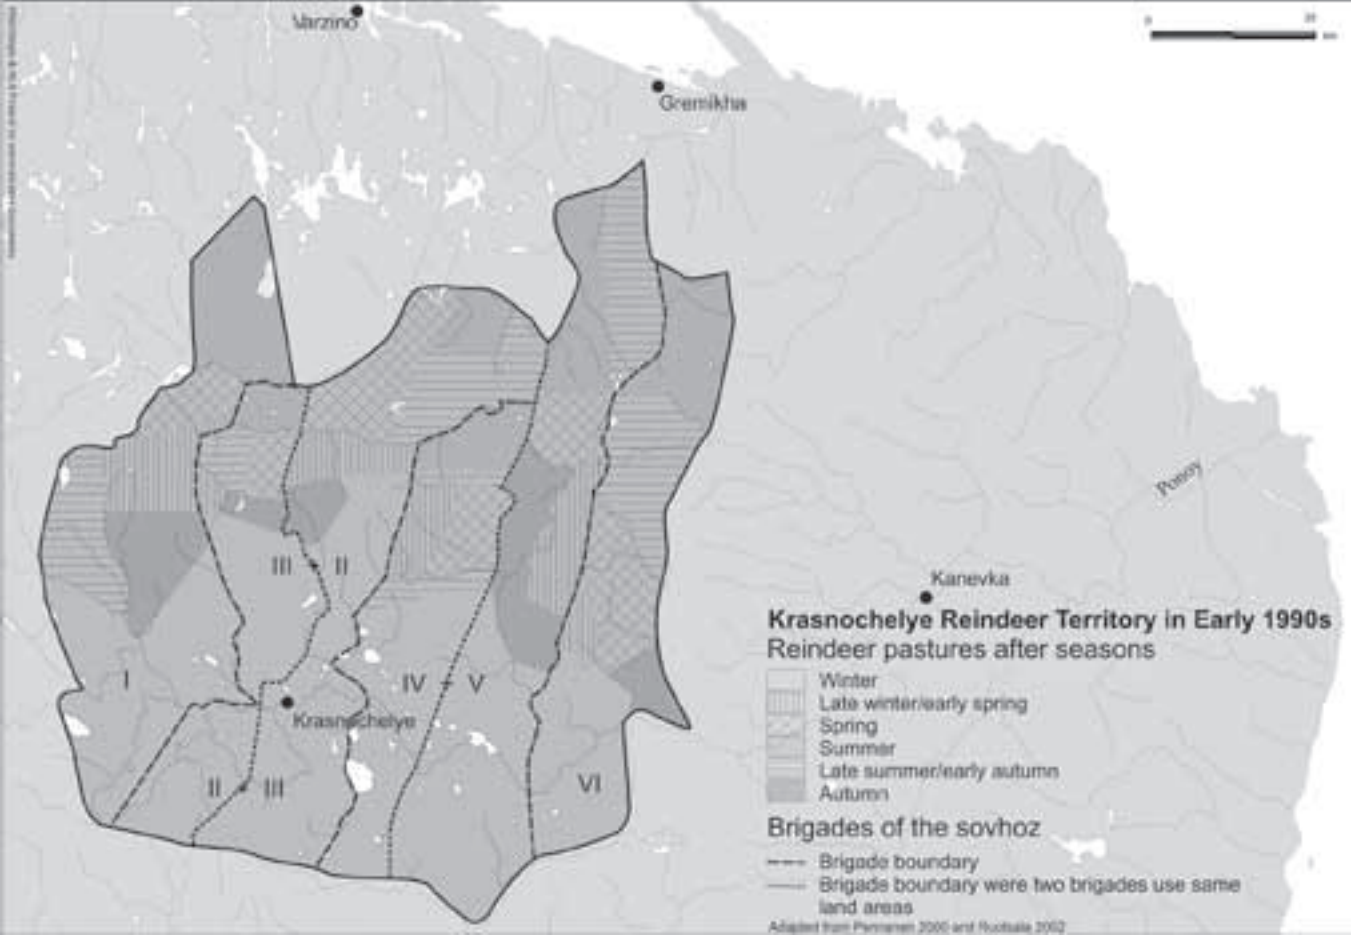 Varzino
Gremikha
Ponoy
Kanevka
III
II
I
IV
V
Krasnochelye
II
III
VI
Krasnochelye Reindeer Territory in Early 1990s
Reindeer pastures after seasons
Winter
Late winter/early spring
Spring
Summer
Late summer/early autumn
Autumn
Brigades of the sovhoz
Brigade boundary
Brigade boundary were two brigades use same
land areas
Adapted from Pennanen 2000 and Ruotsala 2002